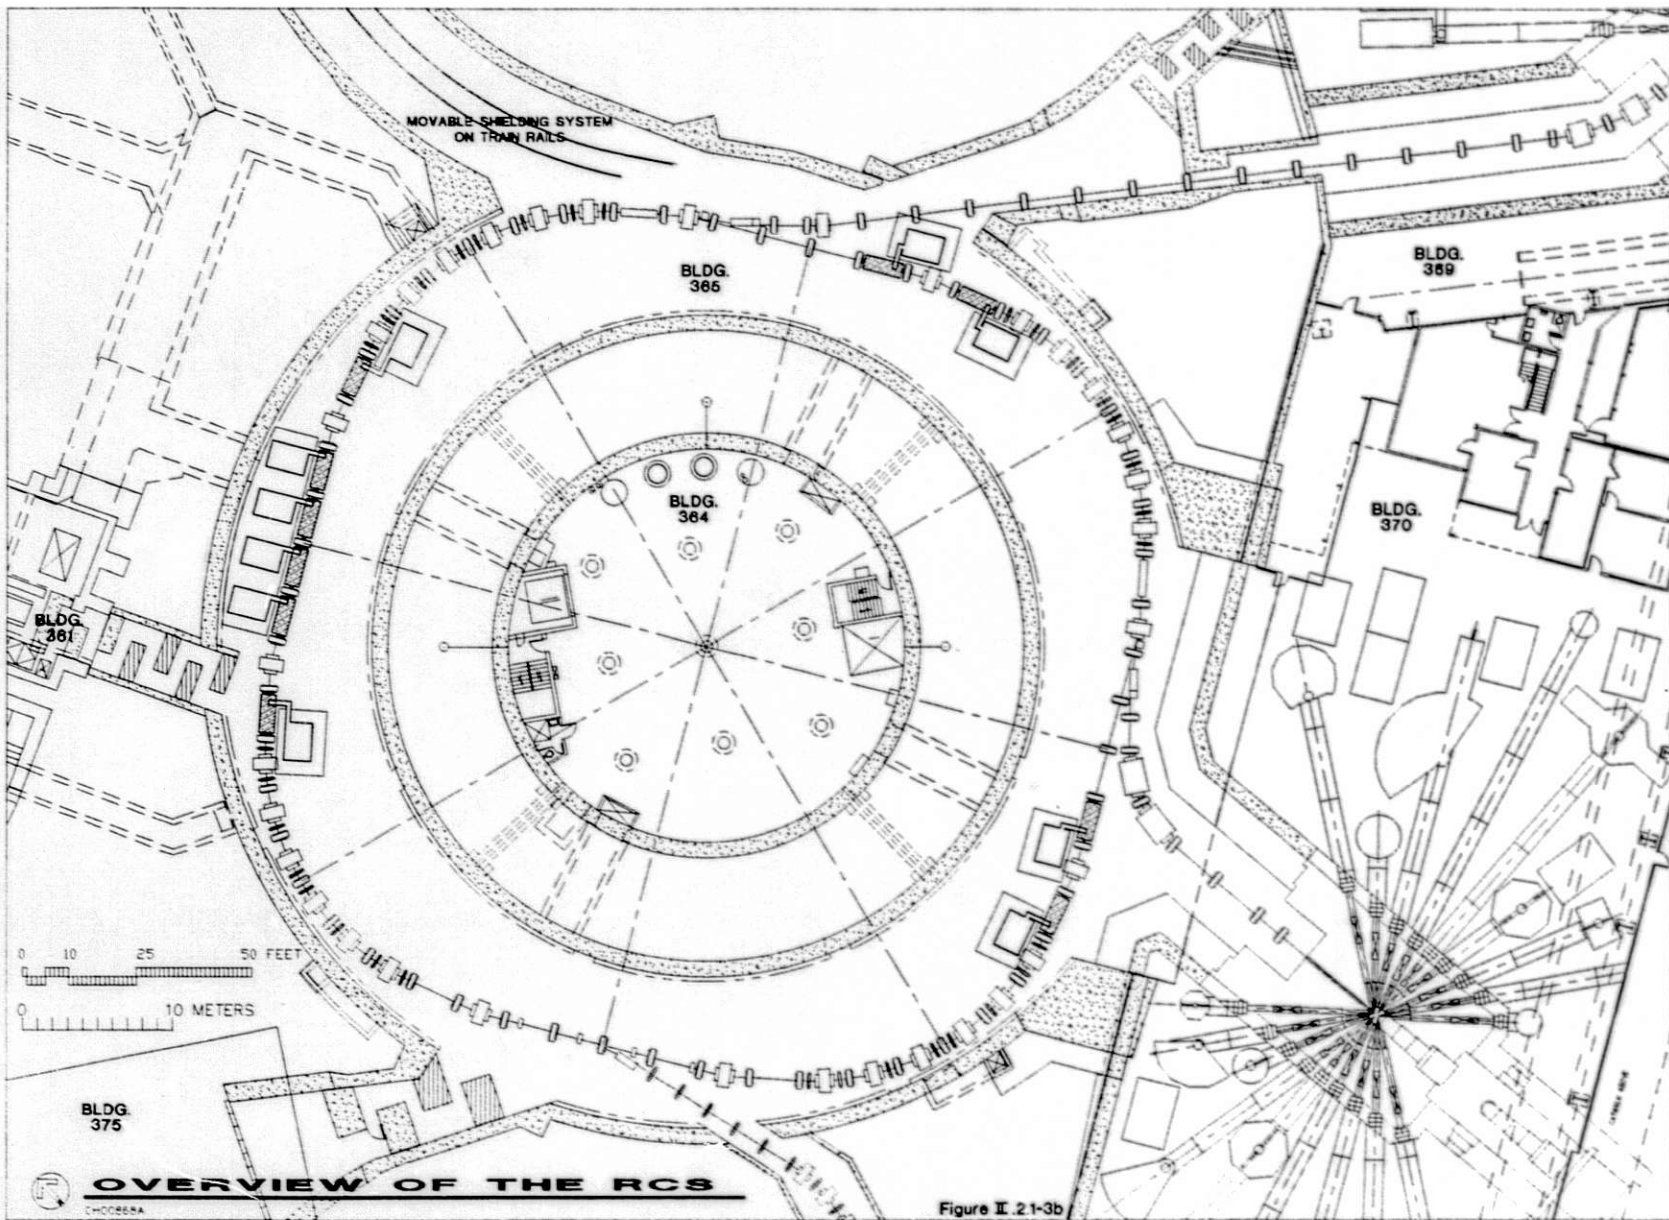 MOVABLE SHIELDING SYSTEM
ON TRAIN RAILS
BLDG.
365
BLDG.
369
BLDG.
364
BLDG.
370
BLDG.
361
0 10 25 50 FEET
0 10 METERS
BLDG.
375
OVERVIEW OF THE RCS
CHO0868A
Figure II.2.1-3b